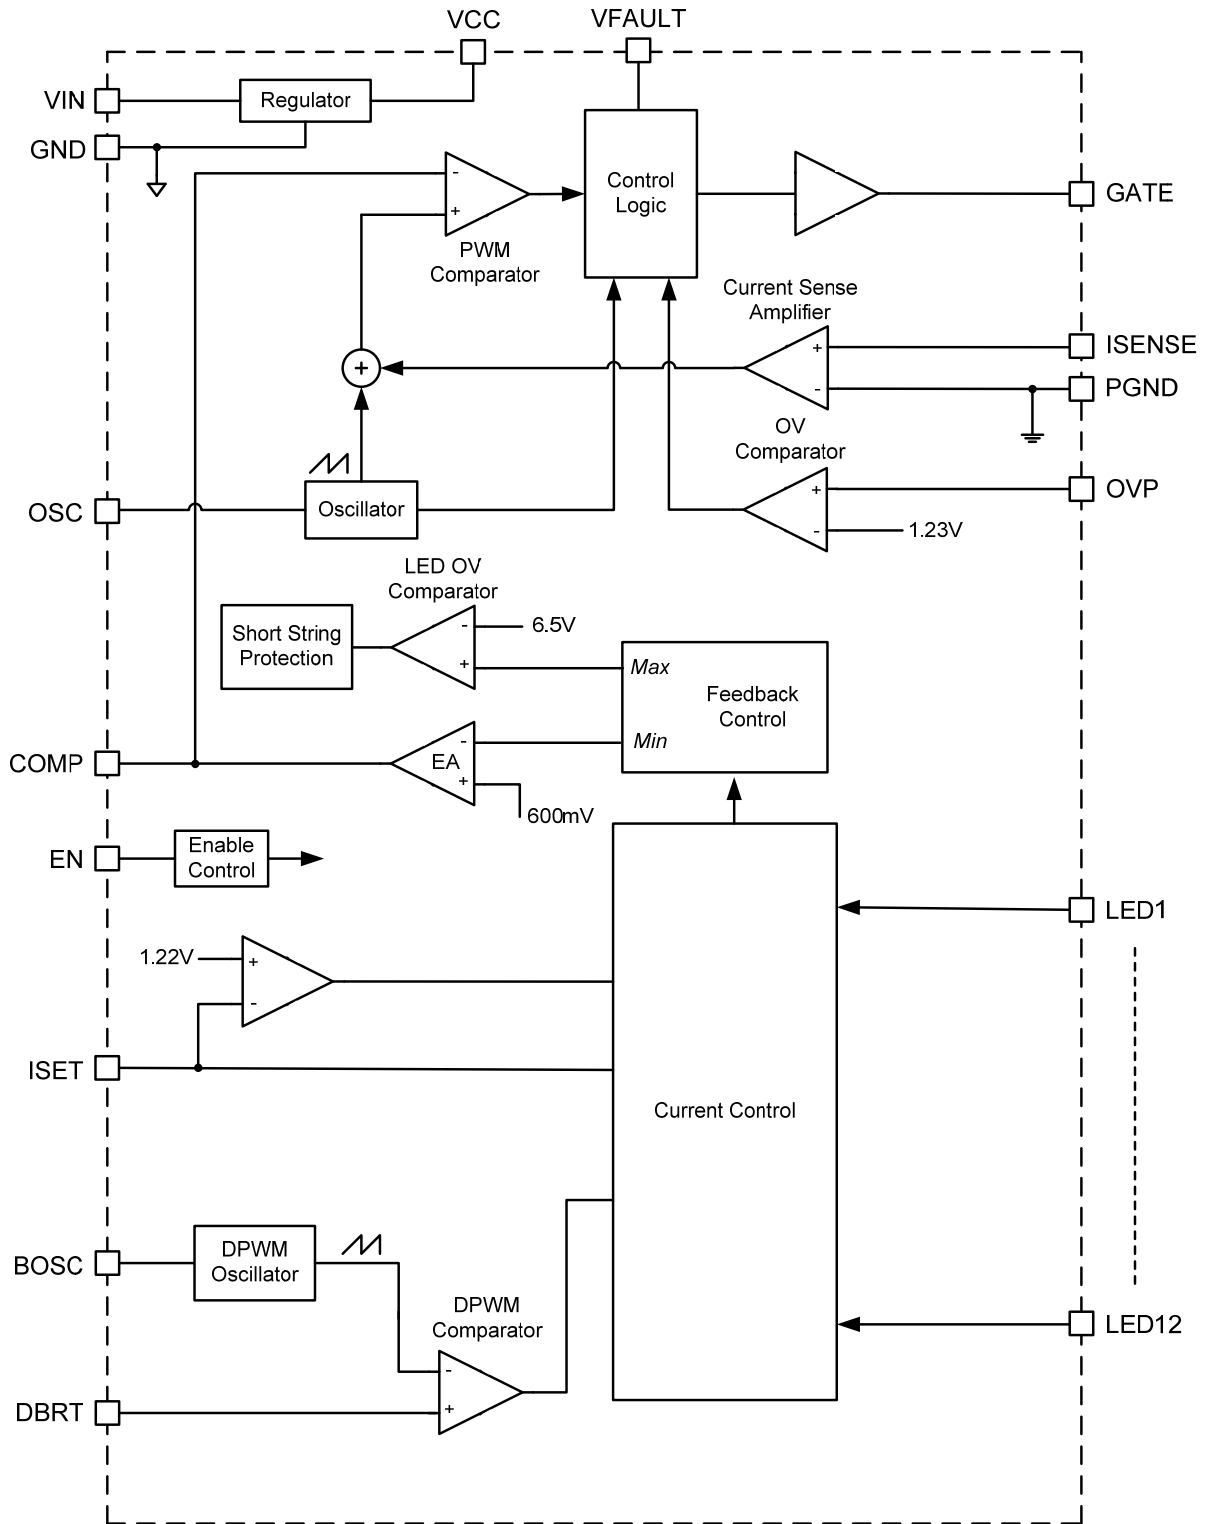 VCC
VFAULT
VIN
Regulator
GND
-
+
PWM
Comparator
Control
Logic
GATE
Current Sense
Amplifier
+
-
ISENSE
PGND
+
OV
Comparator
+
-
1.23V
OVP
OSC
Oscillator
LED OV
Comparator
Short String
Protection
-
+
6.5V
Max
Min
Feedback
Control
COMP
EA
-
+
600mV
EN
Enable
Control
LED1
1.22V
+
-
ISET
Current Control
BOSC
DPWM
Oscillator
DPWM
Comparator
-
+
LED12
DBRT